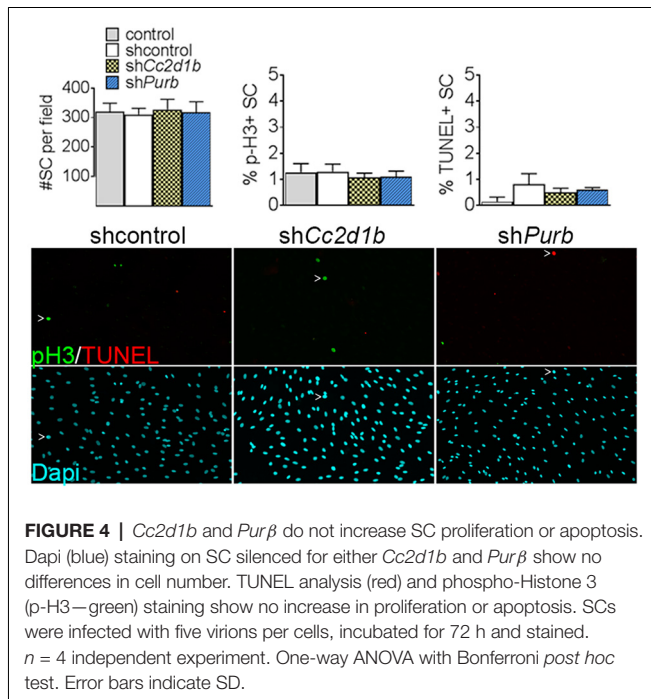 control
shcontrol
shCc2d1b
shPurb
#SC per field
400
300
200
100
% p-H3+ SC
5
4
3
2
1
0
% TUNEL+ SC
5
4
3
2
1
0
shcontrol shCc2d1b shPurb
>
>
>
pH3/TUNEL
>
>
>
Dapi
FIGURE 4 | Cc2d1b and Purβ do not increase SC proliferation or apoptosis.
Dapi (blue) staining on SC silenced for either Cc2d1b and Purβ show no
differences in cell number. TUNEL analysis (red) and phospho-Histone 3
(p-H3—green) staining show no increase in proliferation or apoptosis. SCs
were infected with five virions per cells, incubated for 72 h and stained.
n = 4 independent experiment. One-way ANOVA with Bonferroni post hoc
test. Error bars indicate SD.